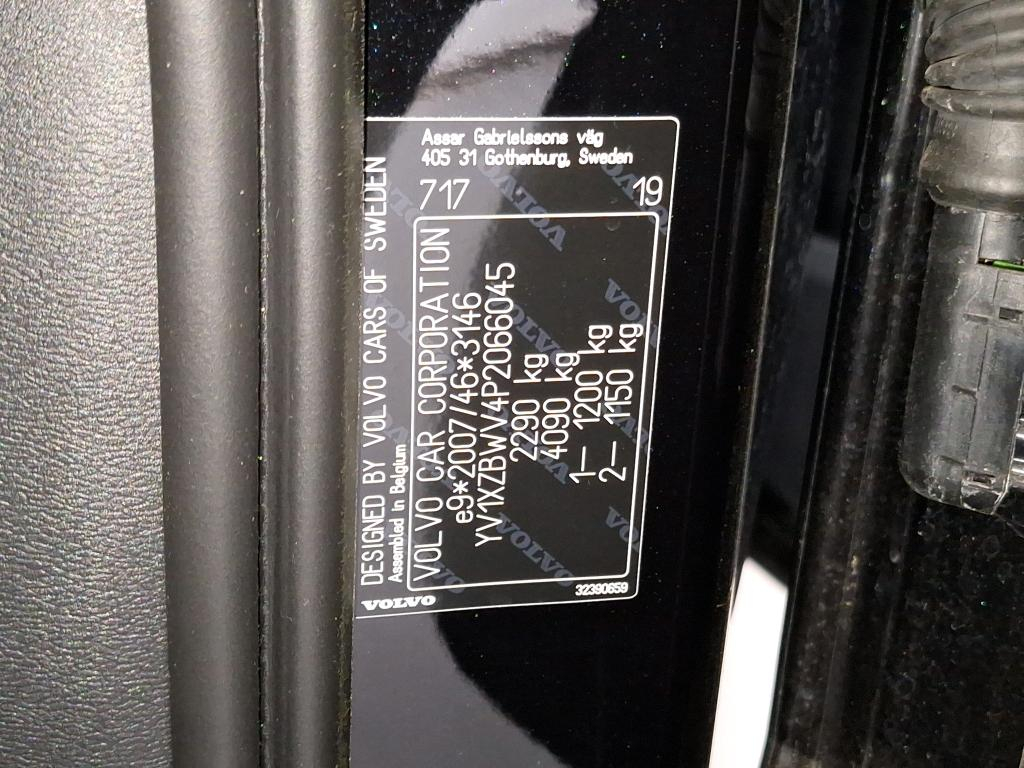 DESIGNED BY VOLVO CARS OF SWEDEN
Assembled in Belgium
VOLVO
Assar Gabrielssons väg
405 31 Gothenburg, Sweden
717
19
VOLVO CAR CORPORATION
e9*2007/46*3146
YV1XZBWV4P2066045
2290 kg
4090 kg
1– 1200 kg
2– 1150 kg
32390659